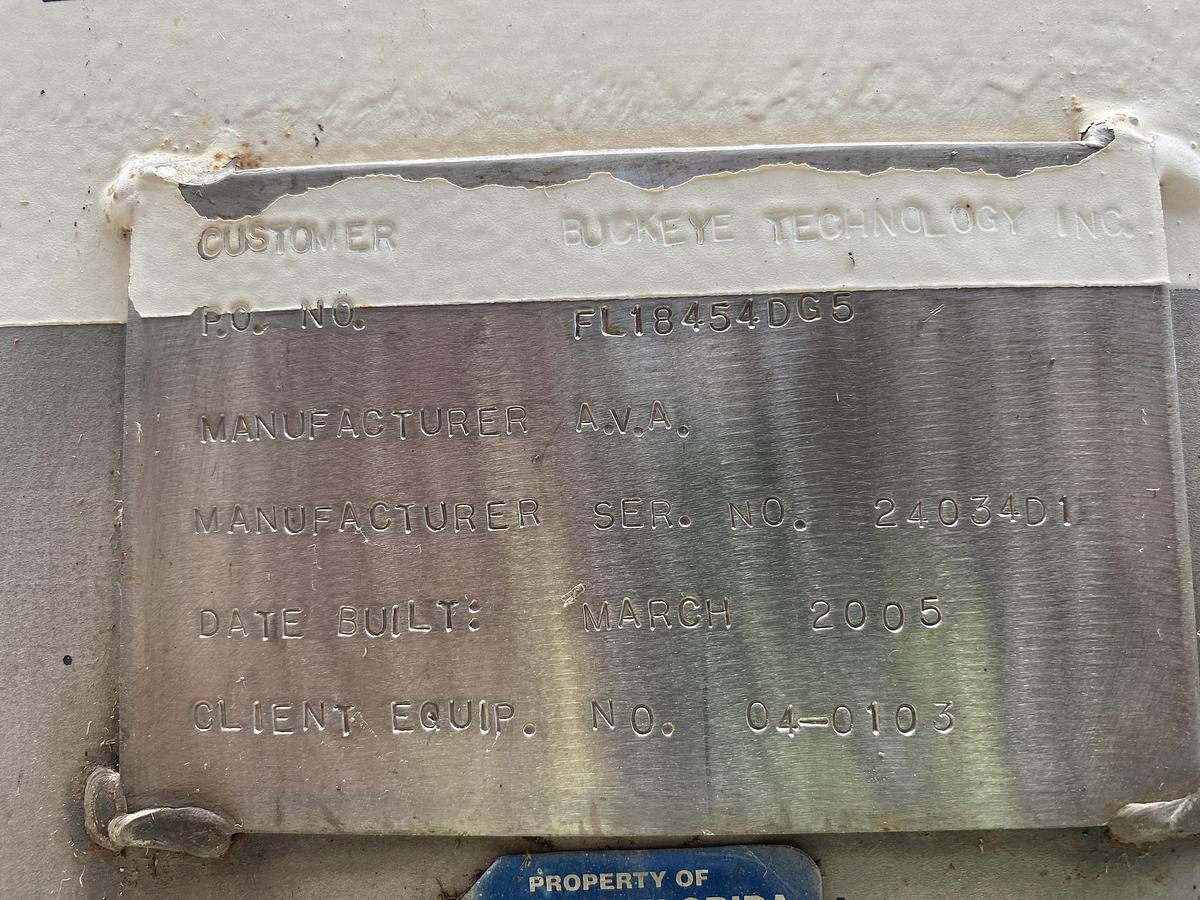 CUSTOMER BUCKEYE TECHNOLOGY INC.
P.O. NO. FL18454DG5
MANUFACTURER A.V.A.
MANUFACTURER SER. NO. 24034D1
DATE BUILT: MARCH 2005
CLIENT EQUIP. NO. 04-0103
PROPERTY OF